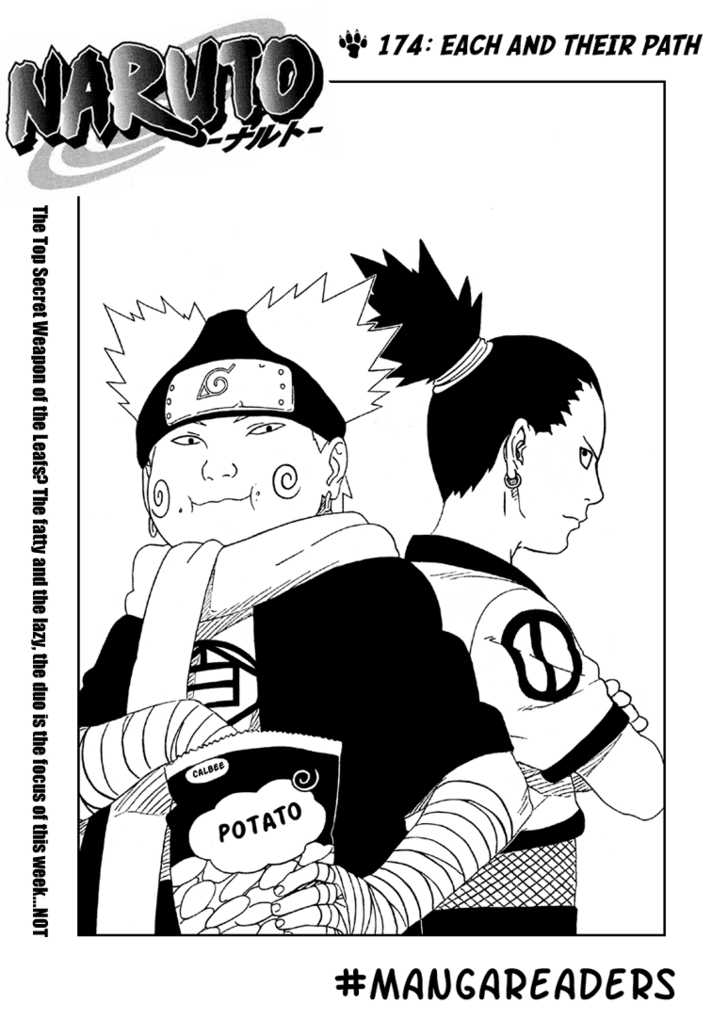 NARUTO
-ナルト-
174: EACH AND THEIR PATH
The Top Secret Weapon of the Leafs? The fatty and the lazy, the duo is the focus of this week...NOT
CALBEE
POTATO
#MANGAREADERS